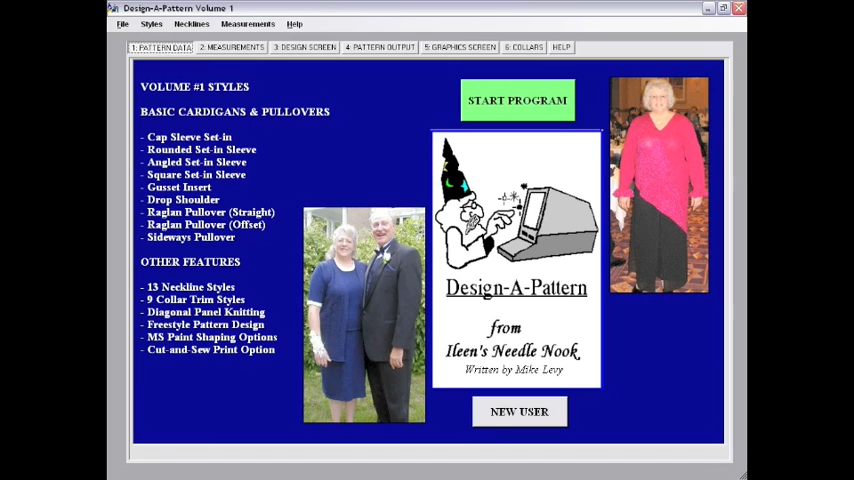 Design-A-Pattern Volume 1
File Styles Necklines Measurements Help
1: PATTERN DATA 2: MEASUREMENTS 3: DESIGN SCREEN 4: PATTERN OUTPUT 5: GRAPHICS SCREEN 6: COLLARS HELP
VOLUME #1 STYLES
BASIC CARDIGANS & PULLOVERS
- Cap Sleeve Set-in
- Rounded Set-in Sleeve
- Angled Set-in Sleeve
- Square Set-in Sleeve
- Gusset Insert
- Drop Shoulder
- Raglan Pullover (Straight)
- Raglan Pullover (Offset)
- Sideways Pullover
OTHER FEATURES
- 13 Neckline Styles
- 9 Collar Trim Styles
- Diagonal Panel Knitting
- Freestyle Pattern Design
- MS Paint Shaping Options
- Cut-and-Sew Print Option
START PROGRAM
Design-A-Pattern
from
Ileen's Needle Nook
Written by Mike Levy
NEW USER